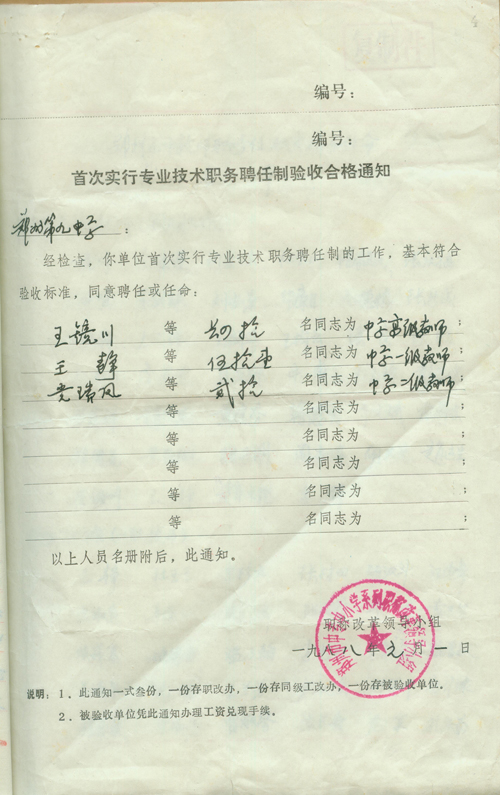 编号：
编号：
首次实行专业技术职务聘任制验收合格通知
郑州第九中学：
经检查，你单位首次实行专业技术职务聘任制的工作，基本符合
验收标准，同意聘任或任命：
王镜川 等 拾 名同志为 中学高级教师；
王静 等 伍拾 名同志为 中学一级教师；
瑞凤 等 贰拾 名同志为 中学二级教师；
等 名同志为 ；
等 名同志为 ；
等 名同志为 ；
等 名同志为 ；
等 名同志为 ；
以上人员名册附后，此通知。
职称改革领导小组
一九八八年元月一日
说明：1．此通知一式叁份，一份存职改办，一份存同级工改办，一份存被验收单位。
2．被验收单位凭此通知办理工资兑现手续。